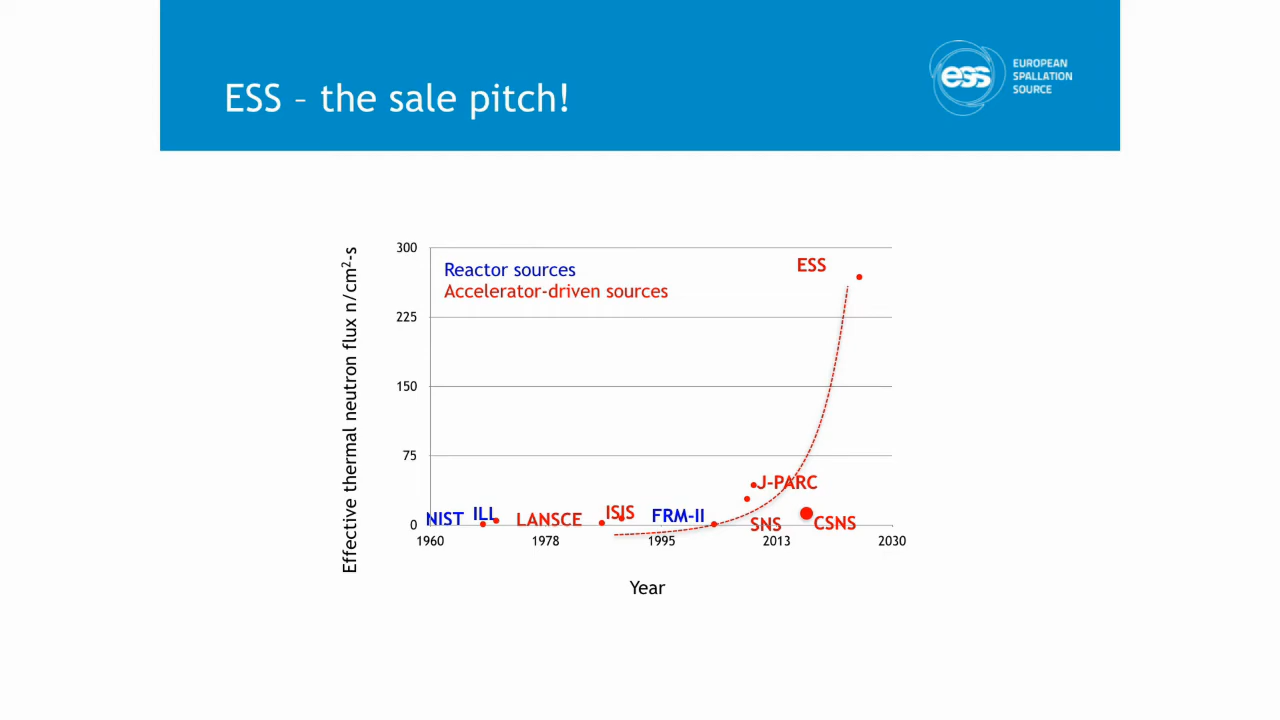 ESS – the sale pitch!
ess
EUROPEAN
SPALLATION
SOURCE
Effective thermal neutron flux n/cm²-s
300
225
150
75
0
Reactor sources
Accelerator-driven sources
ESS
J-PARC
NIST
ILL
LANSCE
ISIS
FRM-II
SNS
CSNS
1960
1978
1995
2013
2030
Year